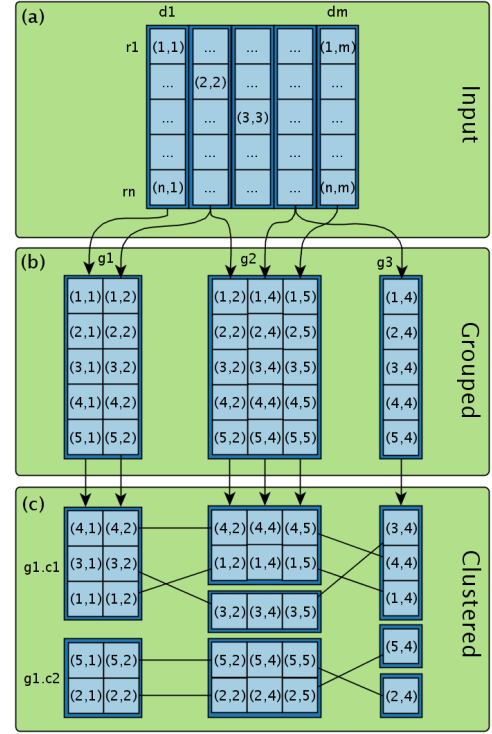 (a) d1 dm
r1 (1,1) ... ... ... (1,m)
... (2,2) ... ... ...
... ... (3,3) ... ...
... ... ... ... ...
rn (n,1) ... ... ... (n,m)
Input
(b) g1 g2 g3
(1,1) (1,2) (1,2) (1,4) (1,5) (1,4)
(2,1) (2,2) (2,2) (2,4) (2,5) (2,4)
(3,1) (3,2) (3,2) (3,4) (3,5) (3,4)
(4,1) (4,2) (4,2) (4,4) (4,5) (4,4)
(5,1) (5,2) (5,2) (5,4) (5,5) (5,4)
Grouped
(c)
(4,1) (4,2) (4,2) (4,4) (4,5) (3,4)
g1.c1 (3,1) (3,2) (1,2) (1,4) (1,5) (4,4)
(1,1) (1,2) (3,2) (3,4) (3,5) (1,4)
(5,1) (5,2) (5,2) (5,4) (5,5) (5,4)
g1.c2 (2,1) (2,2) (2,2) (2,4) (2,5) (2,4)
Clustered